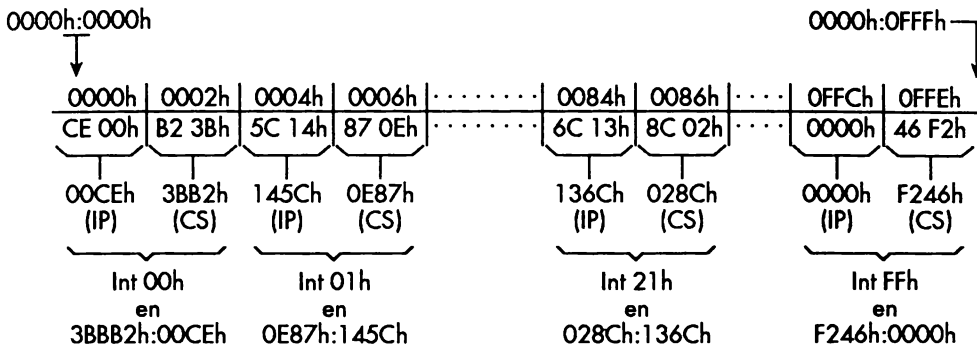 0000h:0000h 0000h:0FFFh
0000h 0002h 0004h 0006h ········ 0084h 0086h ···· 0FFCh 0FFEh
CE 00h B2 3Bh 5C 14h 87 0Eh ········ 6C 13h 8C 02h ···· 0000h 46 F2h
00CEh 3BB2h 145Ch 0E87h 136Ch 028Ch 0000h F246h
(IP) (CS) (IP) (CS) (IP) (CS) (IP) (CS)
Int 00h Int 01h Int 21h Int FFh
en en en en
3BBB2h:00CEh 0E87h:145Ch 028Ch:136Ch F246h:0000h